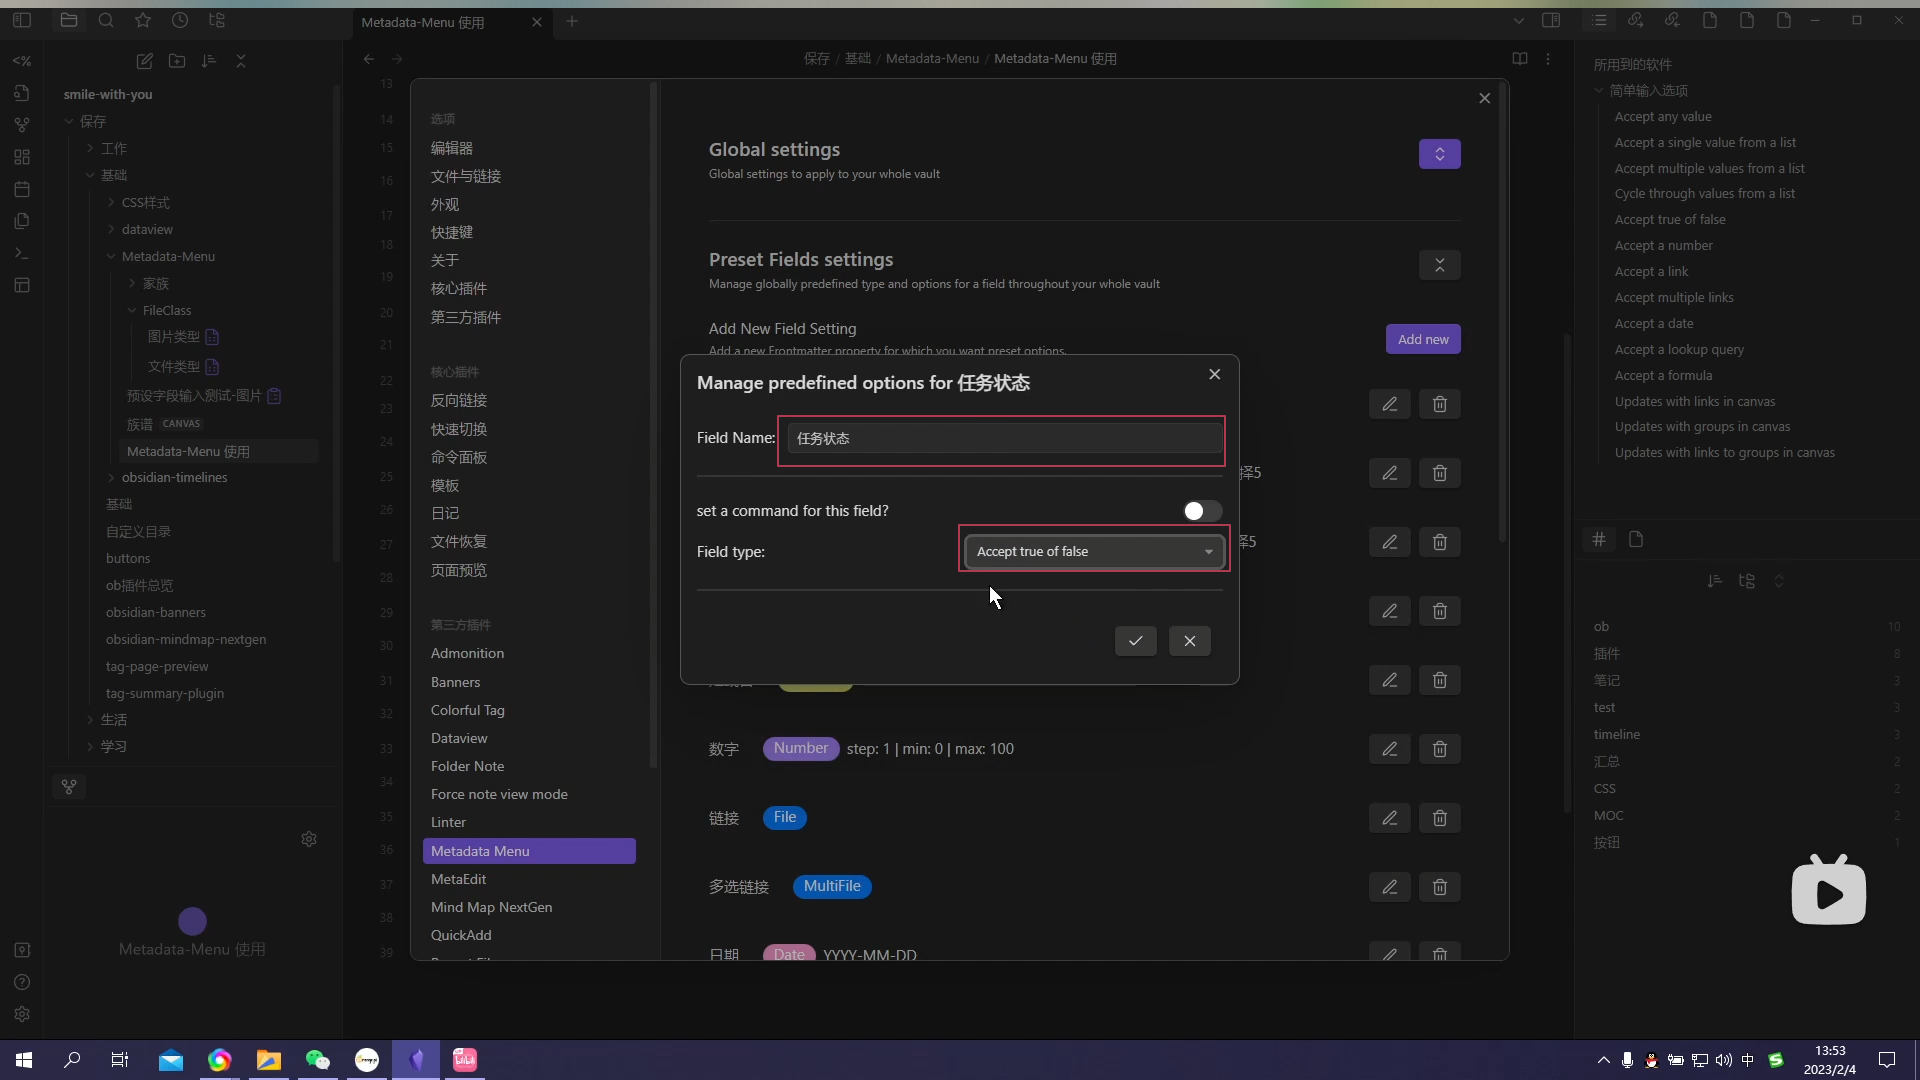 Metadata-Menu 使用
保存 / 基础 / Metadata-Menu / Metadata-Menu 使用
smile-with-you
保存
工作
基础
CSS样式
dataview
Metadata-Menu
家族
FileClass
图片类型
文件类型
预设字段输入测试-图片
族谱 CANVAS
Metadata-Menu 使用
obsidian-timelines
基础
自定义目录
buttons
ob插件总览
obsidian-banners
obsidian-mindmap-nextgen
tag-page-preview
tag-summary-plugin
生活
学习
Metadata-Menu 使用
13
14
15
16
17
18
19
20
21
22
23
24
25
26
27
28
29
30
31
32
33
34
35
36
37
38
39
选项
编辑器
文件与链接
外观
快捷键
关于
核心插件
第三方插件
核心插件
反向链接
快速切换
命令面板
模板
日记
文件恢复
页面预览
第三方插件
Admonition
Banners
Colorful Tag
Dataview
Folder Note
Force note view mode
Linter
Metadata Menu
MetaEdit
Mind Map NextGen
QuickAdd
Global settings
Global settings to apply to your whole vault
Preset Fields settings
Manage globally predefined type and options for a field throughout your whole vault
Add New Field Setting
Add a new Frontmatter property for which you want preset options.
Add new
择5
择5
Manage predefined options for 任务状态
Field Name: 任务状态
set a command for this field?
Field type: Accept true of false
数字 Number step: 1 | min: 0 | max: 100
链接 File
多选链接 MultiFile
日期 Date YYYY-MM-DD
所用到的软件
简单输入选项
Accept any value
Accept a single value from a list
Accept multiple values from a list
Cycle through values from a list
Accept true of false
Accept a number
Accept a link
Accept multiple links
Accept a date
Accept a lookup query
Accept a formula
Updates with links in canvas
Updates with groups in canvas
Updates with links to groups in canvas
ob 10
插件 8
笔记 3
test 3
timeline 3
汇总 2
CSS 2
MOC 2
按钮 1
bilibili
中
13:53
2023/2/4